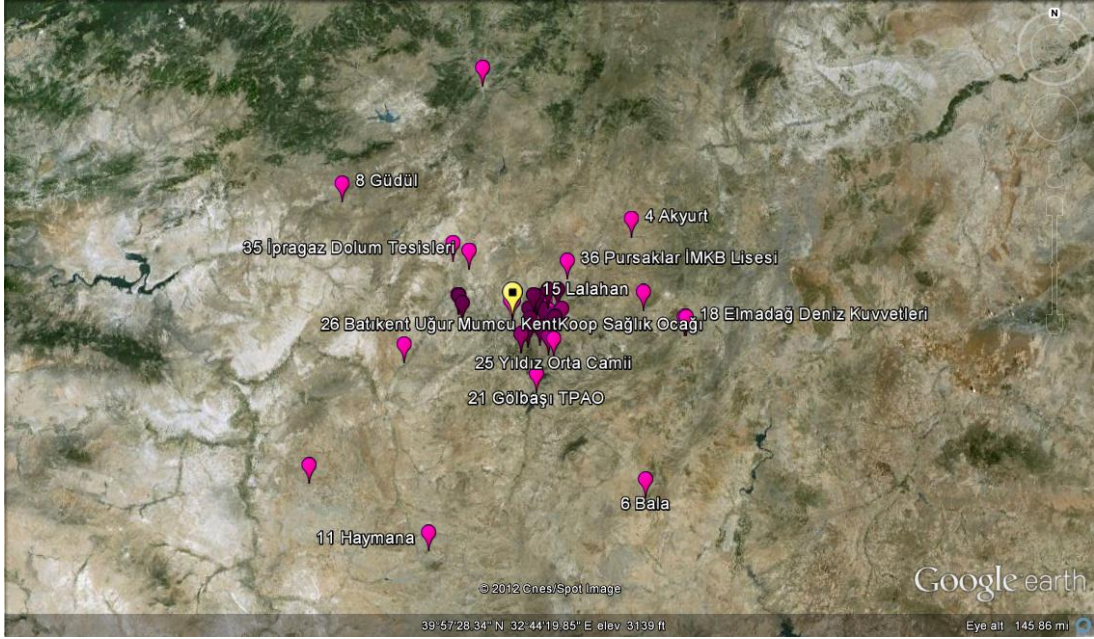 N
8 Güdül
4 Akyurt
35 İpragaz Dolum Tesisleri
36 Pursaklar İMKB Lisesi
15 Lalahan
18 Elmadağ Deniz Kuvvetleri
26 Batıkent Uğur Mumcu KentKoop Sağlık Ocağı
25 Yıldız Orta Camii
21 Gölbaşı TPAO
6 Bala
11 Haymana
© 2012 Cnes/Spot Image
Google earth
39°57'28.34" N 32°44'19.85" E elev 3139 ft
Eye alt 145.86 mi